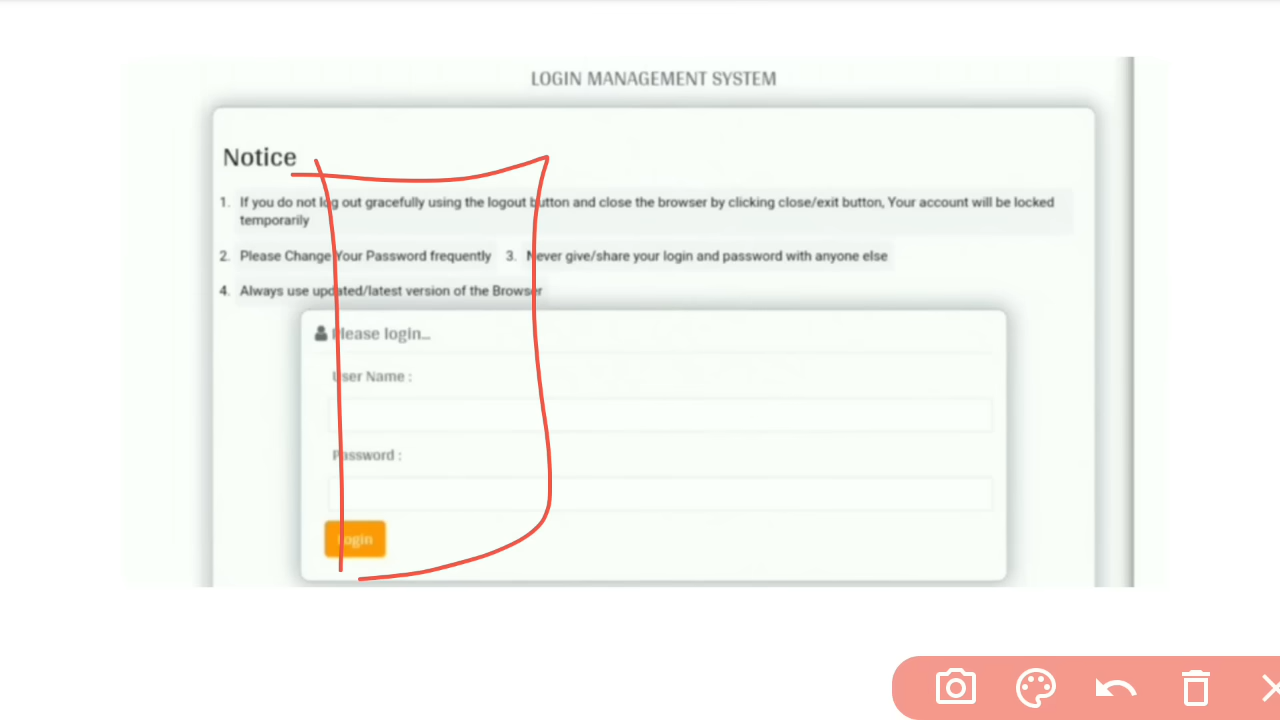 LOGIN MANAGEMENT SYSTEM
Notice
1. If you do not log out gracefully using the logout button and close the browser by clicking close/exit button, Your account will be locked
temporarily
2. Please Change Your Password frequently 3. Never give/share your login and password with anyone else
4. Always use updated/latest version of the Browser
Please login...
User Name :
Password :
Login